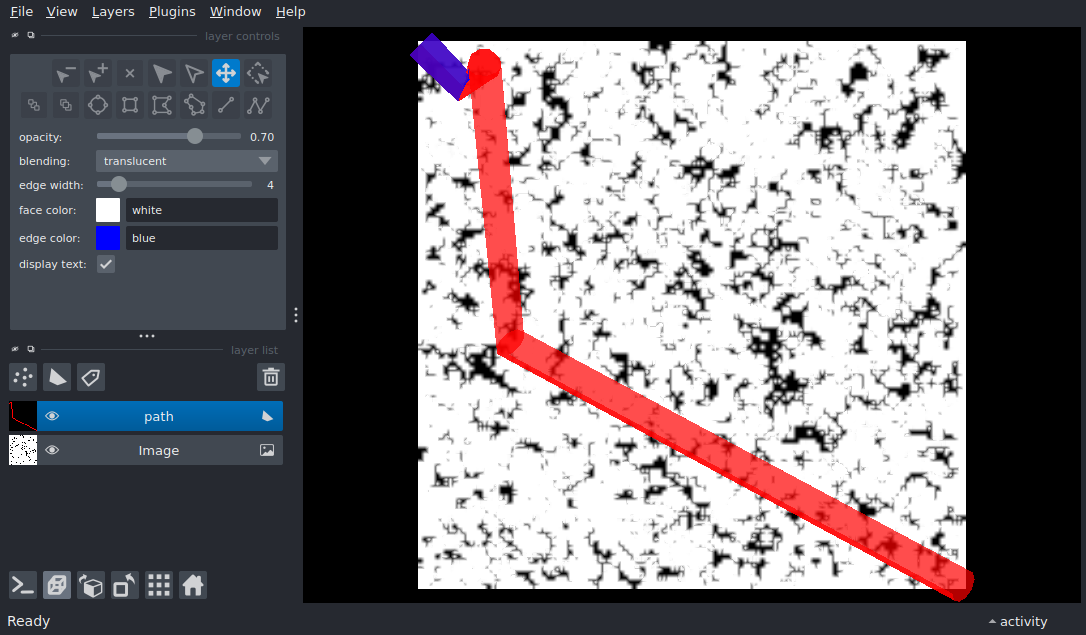 File View Layers Plugins Window Help
layer controls
opacity: 0.70
blending: translucent
edge width: 4
face color: white
edge color: blue
display text:
layer list
path
Image
Ready activity